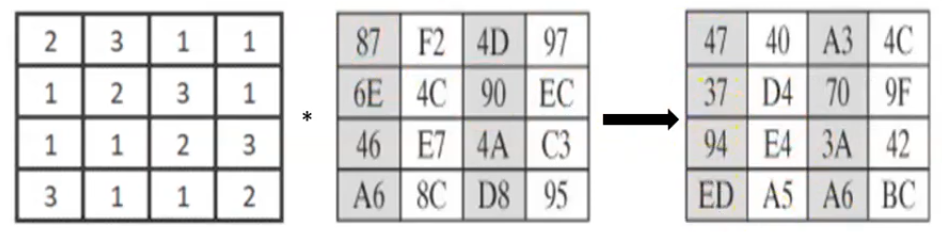 2 3 1 1 87 F2 4D 97 47 40 A3 4C
1 2 3 1 6E 4C 90 EC 37 D4 70 9F
*
1 1 2 3 46 E7 4A C3 94 E4 3A 42
3 1 1 2 A6 8C D8 95 ED A5 A6 BC